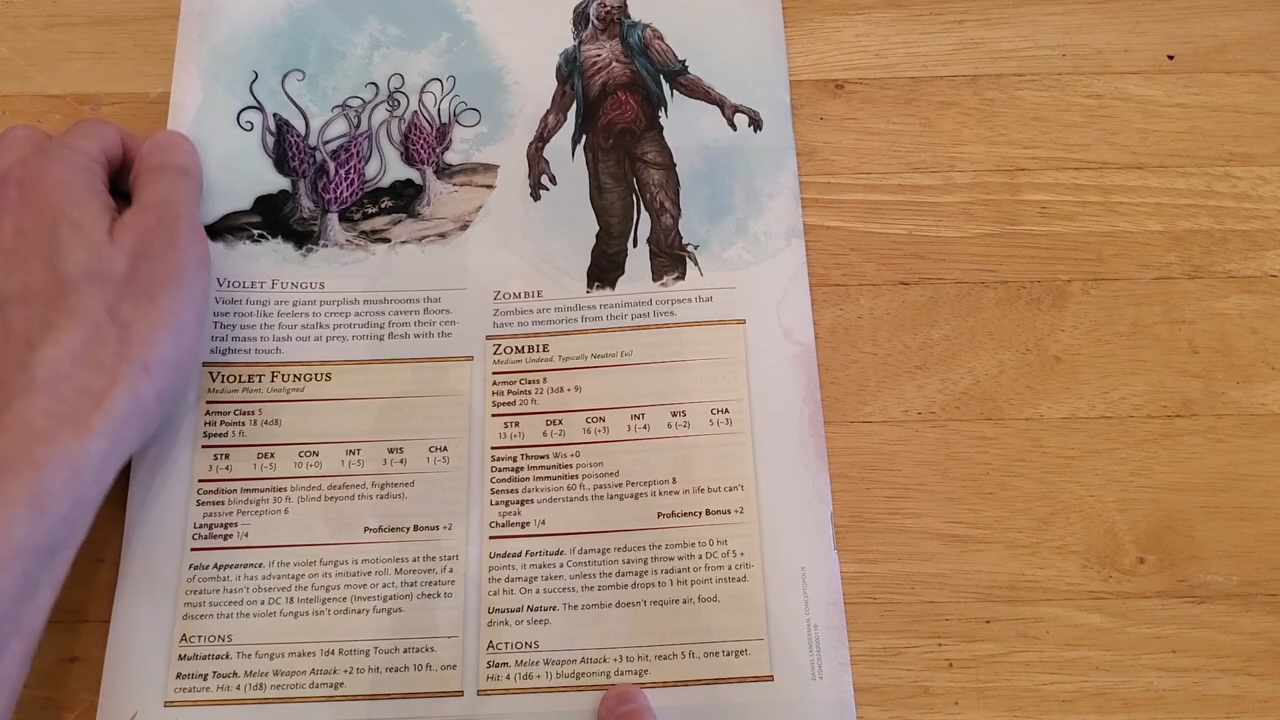 VIOLET FUNGUS
Violet fungi are giant purplish mushrooms that
use root-like feelers to creep across cavern floors.
They use the four stalks protruding from their cen-
tral mass to lash out at prey, rotting flesh with the
slightest touch.
VIOLET FUNGUS
Medium Plant, Unaligned
Armor Class 5
Hit Points 18 (4d8)
Speed 5 ft.
STR DEX CON INT WIS CHA
3 (−4) 1 (−5) 10 (+0) 1 (−5) 3 (−4) 1 (−5)
Condition Immunities blinded, deafened, frightened
Senses blindsight 30 ft. (blind beyond this radius),
passive Perception 6
Languages —
Challenge 1/4 Proficiency Bonus +2
False Appearance. If the violet fungus is motionless at the start
of combat, it has advantage on its initiative roll. Moreover, if a
creature hasn't observed the fungus move or act, that creature
must succeed on a DC 18 Intelligence (Investigation) check to
discern that the violet fungus isn't ordinary fungus.
ACTIONS
Multiattack. The fungus makes 1d4 Rotting Touch attacks.
Rotting Touch. Melee Weapon Attack: +2 to hit, reach 10 ft., one
creature. Hit: 4 (1d8) necrotic damage.
ZOMBIE
Zombies are mindless reanimated corpses that
have no memories from their past lives.
ZOMBIE
Medium Undead, Typically Neutral Evil
Armor Class 8
Hit Points 22 (3d8 + 9)
Speed 20 ft.
STR DEX CON INT WIS CHA
13 (+1) 6 (−2) 16 (+3) 3 (−4) 6 (−2) 5 (−3)
Saving Throws Wis +0
Damage Immunities poison
Condition Immunities poisoned
Senses darkvision 60 ft., passive Perception 8
Languages understands the languages it knew in life but can't
speak
Challenge 1/4 Proficiency Bonus +2
Undead Fortitude. If damage reduces the zombie to 0 hit
points, it makes a Constitution saving throw with a DC of 5 +
the damage taken, unless the damage is radiant or from a criti-
cal hit. On a success, the zombie drops to 1 hit point instead.
Unusual Nature. The zombie doesn't require air, food,
drink, or sleep.
ACTIONS
Slam. Melee Weapon Attack: +3 to hit, reach 5 ft., one target.
Hit: 4 (1d6 + 1) bludgeoning damage.
DANIEL LANDERMAN, CONCEPTOPOLIS